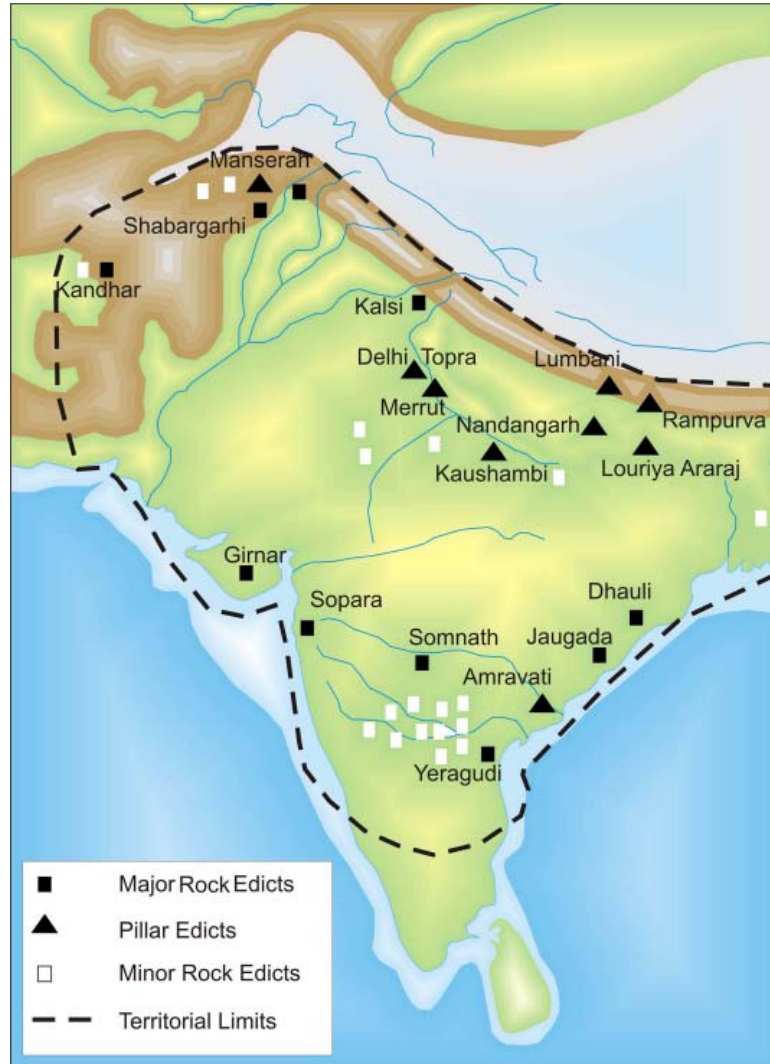 Manserah
Shabargarhi
Kandhar
Kalsi
Delhi Topra
Lumbani
Merrut
Nandangarh
Rampurva
Kaushambi
Louriya Araraj
Girnar
Sopara
Dhauli
Somnath
Jaugada
Amravati
Yeragudi
Major Rock Edicts
Pillar Edicts
Minor Rock Edicts
Territorial Limits